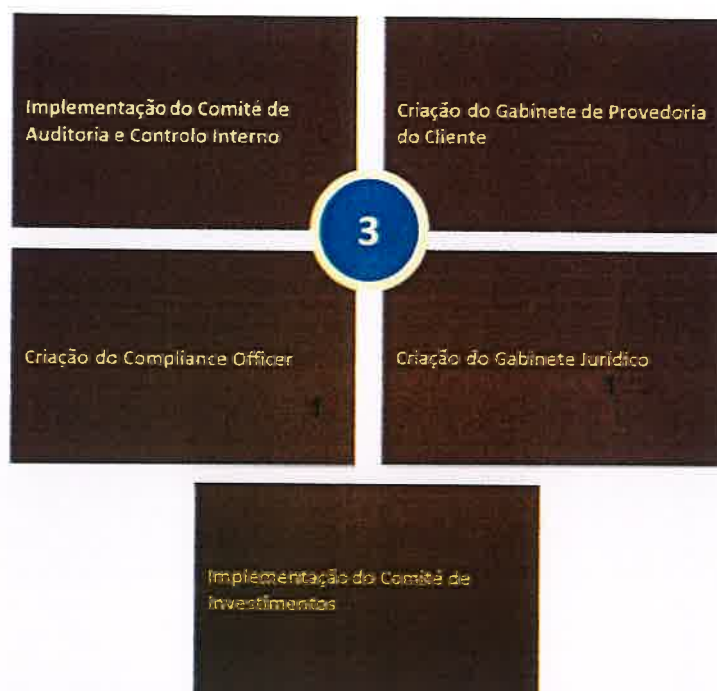 Implementação do Comité de
Auditoria e Controlo Interno
Criação do Gabinete de Provedoria
do Cliente
3
Criação do Compliance Officer
Criação do Gabinete Jurídico
Implementação do Comité de
Investimentos